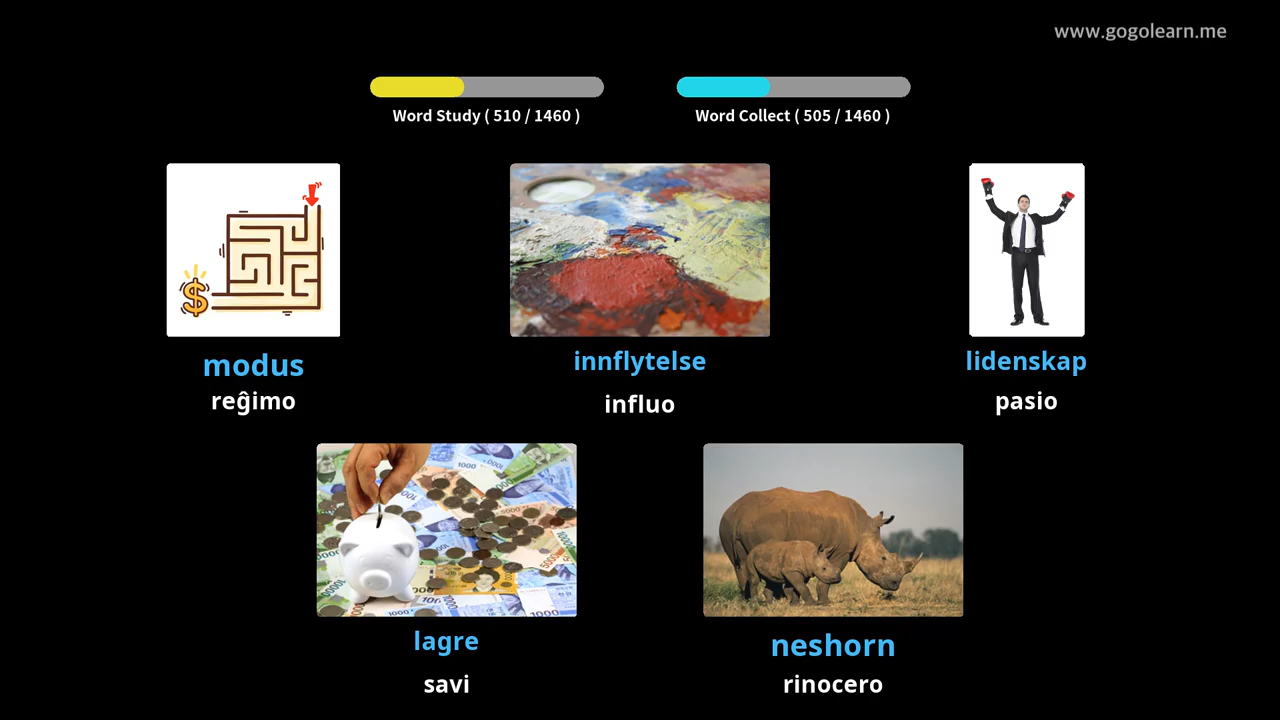 www.gogolearn.me
Word Study ( 510 / 1460 )
Word Collect ( 505 / 1460 )
modus
reĝimo
innflytelse
influo
lidenskap
pasio
lagre
savi
neshorn
rinocero